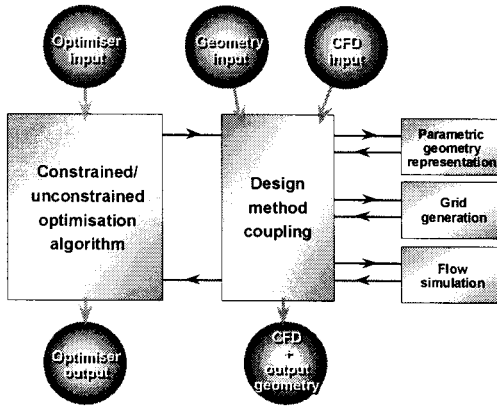 Optimiser
input
Geometry
input
CFD
input
Constrained/
unconstrained
optimisation
algorithm
Design
method
coupling
Parametric
geometry
representation
Grid
generation
Flow
simulation
Optimiser
output
CFD
+
output
geometry